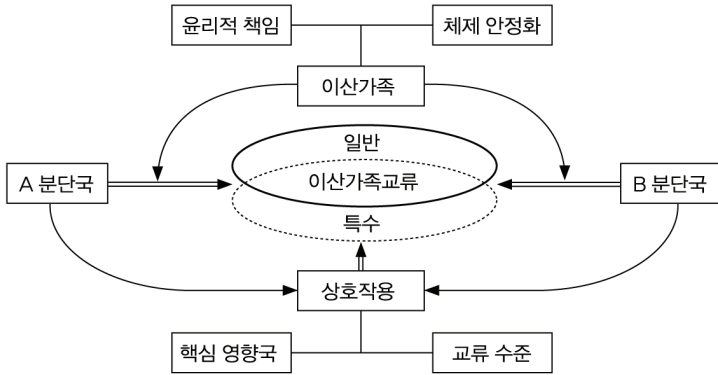 윤리적 책임
체제 안정화
이산가족
일반
A 분단국
이산가족교류
B 분단국
특수
상호작용
핵심 영향국
교류 수준